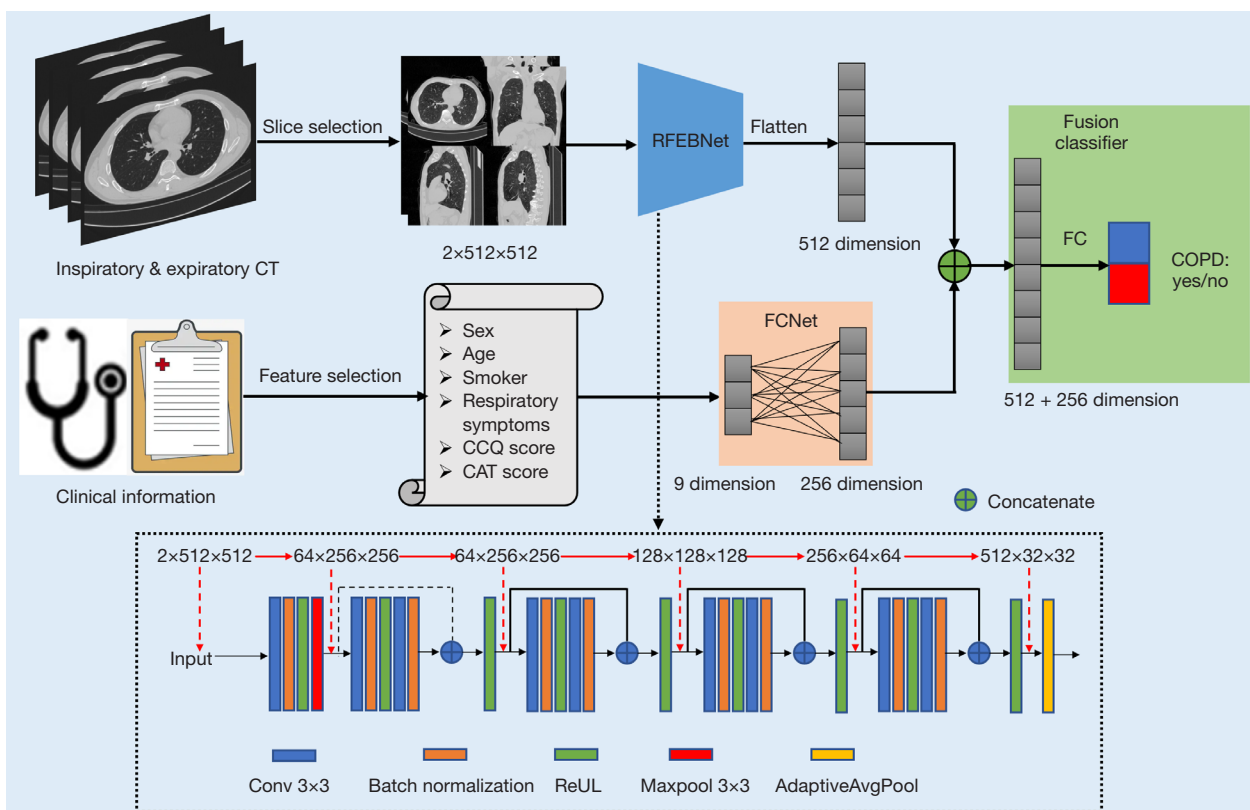 Slice selection
RFEBNet
Flatten
Fusion
classifier
FC
COPD:
yes/no
Inspiratory & expiratory CT
2×512×512
512 dimension
512 + 256 dimension
Feature selection
➢ Sex
➢ Age
➢ Smoker
➢ Respiratory
symptoms
➢ CCQ score
➢ CAT score
FCNet
9 dimension
256 dimension
Clinical information
Concatenate
2×512×512
64×256×256
64×256×256
128×128×128
256×64×64
512×32×32
Input
Conv 3×3
Batch normalization
ReUL
Maxpool 3×3
AdaptiveAvgPool